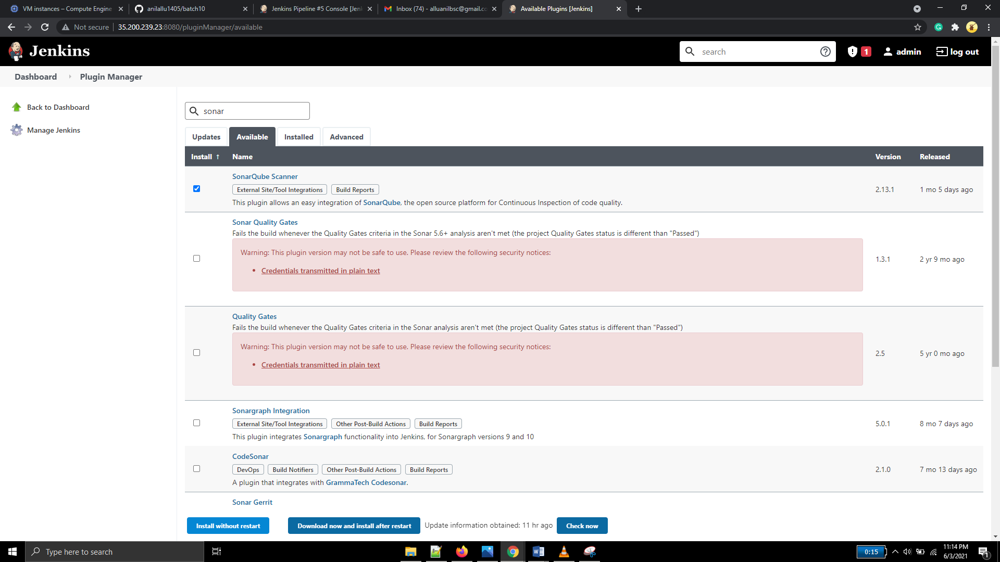 VM instances – Compute Engine
anilallu1405/batch10
Jenkins Pipeline #5 Console [Jen
Inbox (74) - alluanilbsc@gmail.co
Available Plugins [Jenkins]
Not secure
35.200.239.23:8080/pluginManager/available
Jenkins
search
1
admin
log out
Dashboard
Plugin Manager
Back to Dashboard
Manage Jenkins
sonar
Updates
Available
Installed
Advanced
Install ↑ Name Version Released
SonarQube Scanner
External Site/Tool Integrations Build Reports
2.13.1 1 mo 5 days ago
This plugin allows an easy integration of SonarQube, the open source platform for Continuous Inspection of code quality.
Sonar Quality Gates
Fails the build whenever the Quality Gates criteria in the Sonar 5.6+ analysis aren't met (the project Quality Gates status is different than "Passed")
Warning: This plugin version may not be safe to use. Please review the following security notices:
1.3.1 2 yr 9 mo ago
• Credentials transmitted in plain text
Quality Gates
Fails the build whenever the Quality Gates criteria in the Sonar analysis aren't met (the project Quality Gates status is different than "Passed")
Warning: This plugin version may not be safe to use. Please review the following security notices:
2.5 5 yr 0 mo ago
• Credentials transmitted in plain text
Sonargraph Integration
External Site/Tool Integrations Other Post-Build Actions Build Reports
5.0.1 8 mo 7 days ago
This plugin integrates Sonargraph functionality into Jenkins, for Sonargraph versions 9 and 10
CodeSonar
DevOps Build Notifiers Other Post-Build Actions Build Reports
2.1.0 7 mo 13 days ago
A plugin that integrates with GrammaTech Codesonar.
Sonar Gerrit
Install without restart
Download now and install after restart
Update information obtained: 11 hr ago
Check now
Type here to search
0:15
11:14 PM
6/3/2021
1